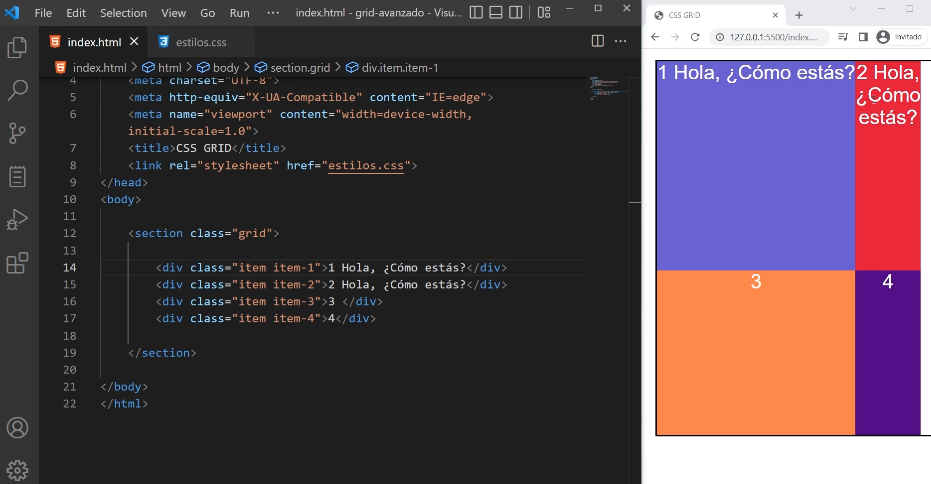 File Edit Selection View Go Run ··· index.html - grid-avanzado - Visu...
index.html estilos.css
index.html > html > body > section.grid > div.item.item-1
4 <meta charset="UTF-8">
5 <meta http-equiv="X-UA-Compatible" content="IE=edge">
6 <meta name="viewport" content="width=device-width,
initial-scale=1.0">
7 <title>CSS GRID</title>
8 <link rel="stylesheet" href="estilos.css">
9 </head>
10 <body>
11
12 <section class="grid">
13
14 <div class="item item-1">1 Hola, ¿Cómo estás?</div>
15 <div class="item item-2">2 Hola, ¿Cómo estás?</div>
16 <div class="item item-3">3 </div>
17 <div class="item item-4">4</div>
18
19 </section>
20
21 </body>
22 </html>
CSS GRID
127.0.0.1:5500/index.... Invitado
1 Hola, ¿Cómo estás?
2 Hola,
¿Cómo
estás?
3
4